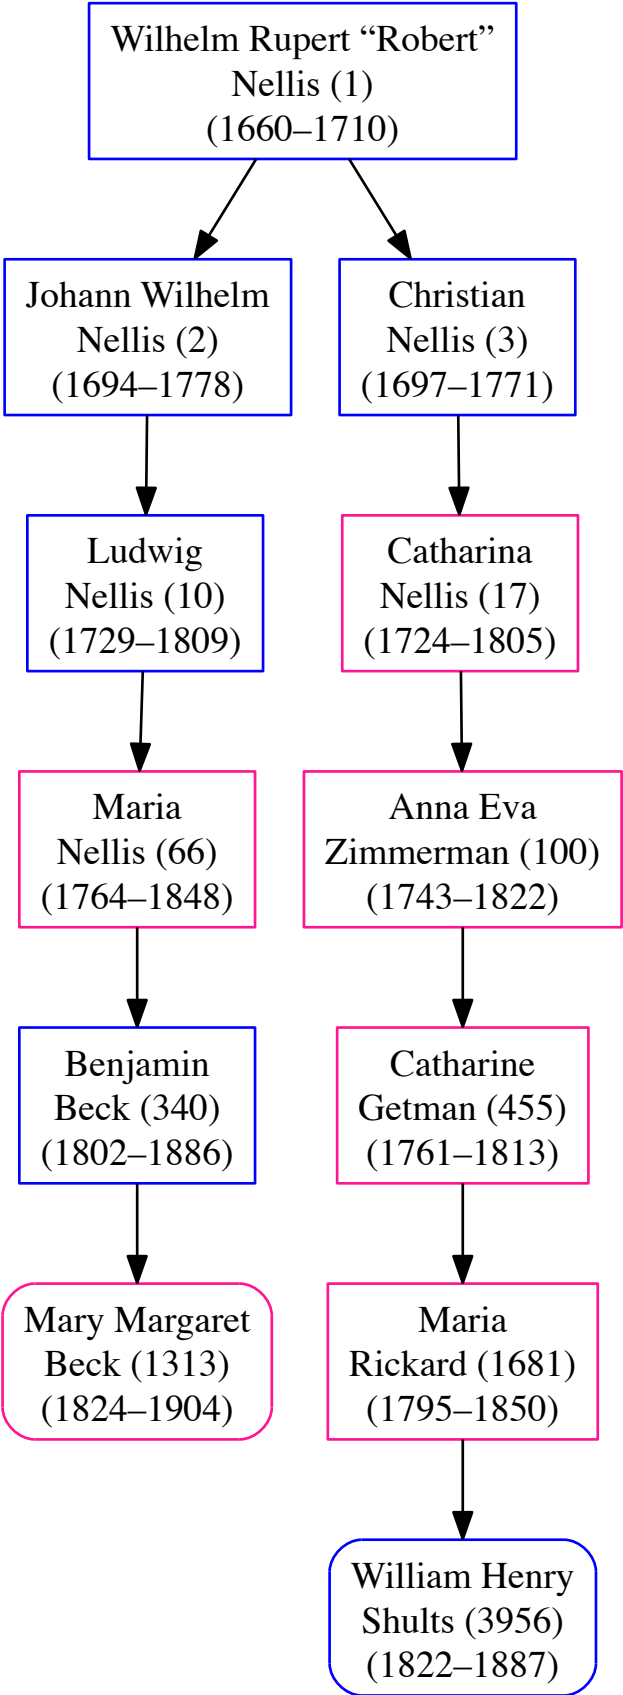 Wilhelm Rupert “Robert”
Nellis (1)
(1660–1710)
Johann Wilhelm
Nellis (2)
(1694–1778)
Christian
Nellis (3)
(1697–1771)
Ludwig
Nellis (10)
(1729–1809)
Catharina
Nellis (17)
(1724–1805)
Maria
Nellis (66)
(1764–1848)
Anna Eva
Zimmerman (100)
(1743–1822)
Benjamin
Beck (340)
(1802–1886)
Catharine
Getman (455)
(1761–1813)
Mary Margaret
Beck (1313)
(1824–1904)
Maria
Rickard (1681)
(1795–1850)
William Henry
Shults (3956)
(1822–1887)